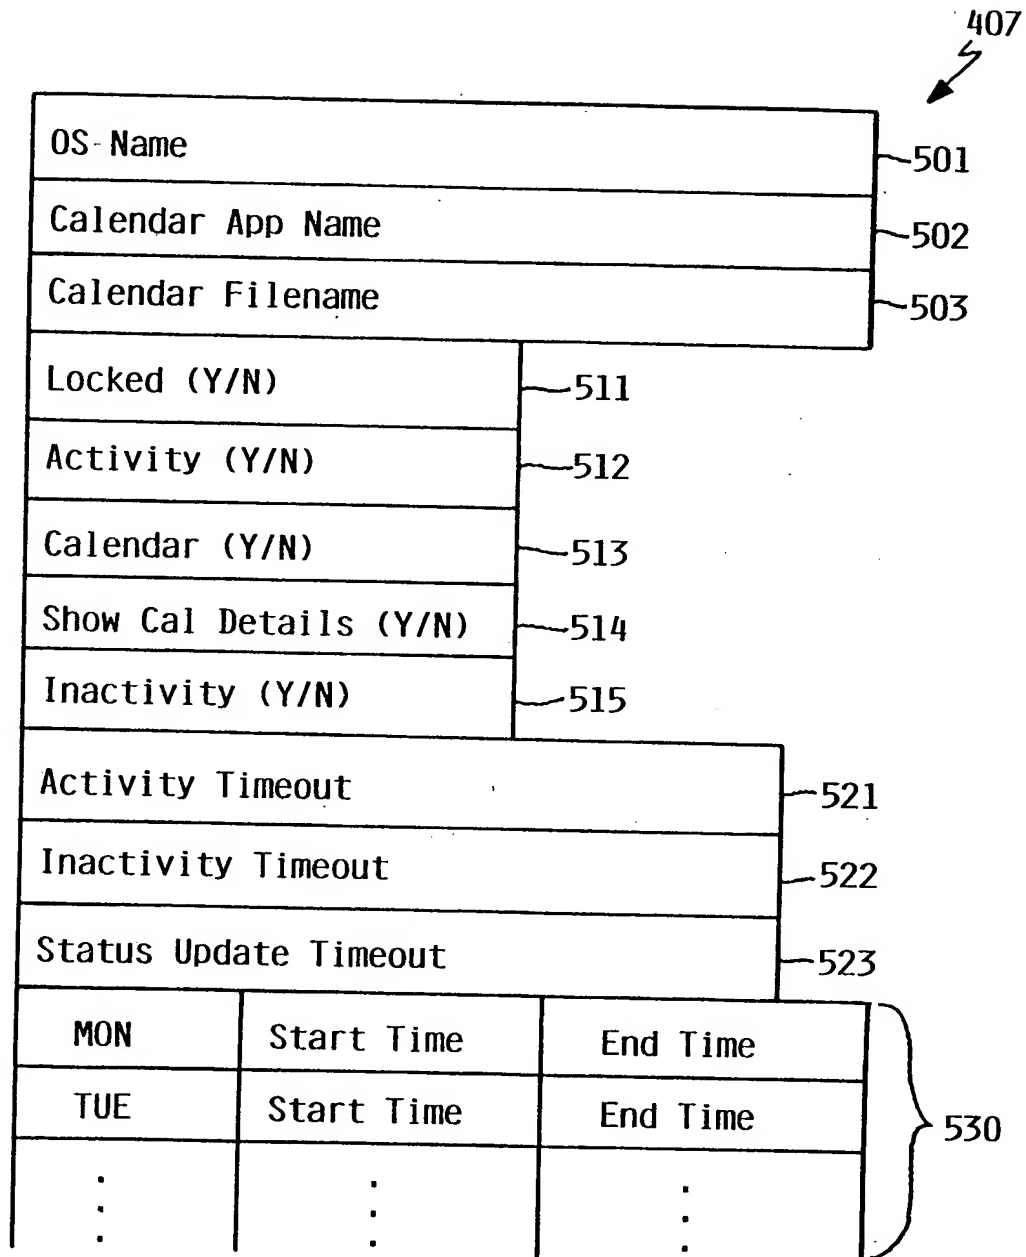 407
OS Name 501
Calendar App Name 502
Calendar Filename 503
Locked (Y/N) 511
Activity (Y/N) 512
Calendar (Y/N) 513
Show Cal Details (Y/N) 514
Inactivity (Y/N) 515
Activity Timeout 521
Inactivity Timeout 522
Status Update Timeout 523
MON Start Time End Time
TUE Start Time End Time
530